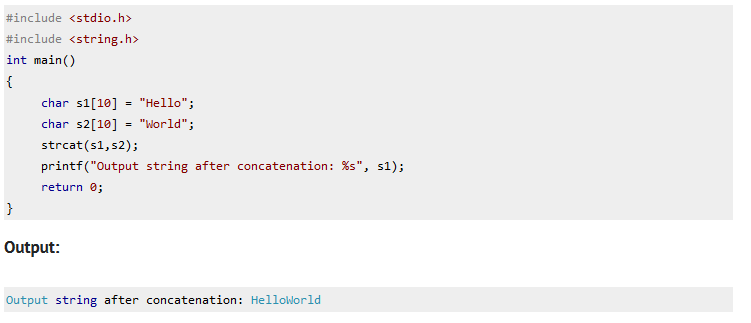 #include <stdio.h>
#include <string.h>
int main()
{
     char s1[10] = "Hello";
     char s2[10] = "World";
     strcat(s1,s2);
     printf("Output string after concatenation: %s", s1);
     return 0;
}
Output:
Output string after concatenation: HelloWorld